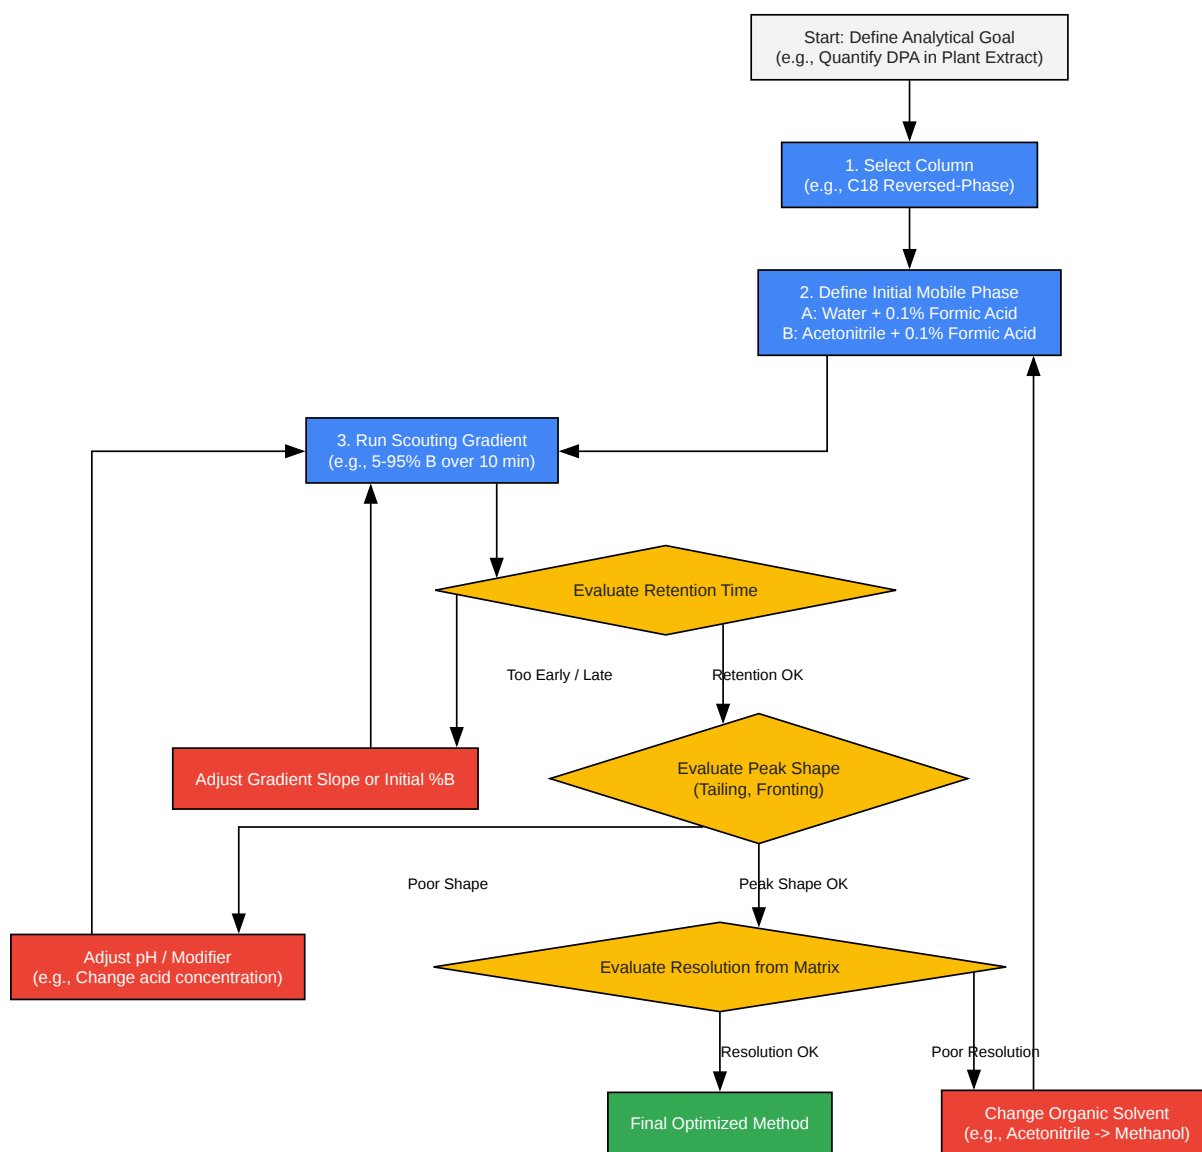 Start: Define Analytical Goal
(e.g., Quantify DPA in Plant Extract)
1. Select Column
(e.g., C18 Reversed-Phase)
2. Define Initial Mobile Phase
A: Water + 0.1% Formic Acid
B: Acetonitrile + 0.1% Formic Acid
3. Run Scouting Gradient
(e.g., 5-95% B over 10 min)
Evaluate Retention Time
Too Early / Late
Retention OK
Adjust Gradient Slope or Initial %B
Evaluate Peak Shape
(Tailing, Fronting)
Poor Shape
Peak Shape OK
Adjust pH / Modifier
(e.g., Change acid concentration)
Evaluate Resolution from Matrix
Resolution OK
Poor Resolution
Final Optimized Method
Change Organic Solvent
(e.g., Acetonitrile -> Methanol)